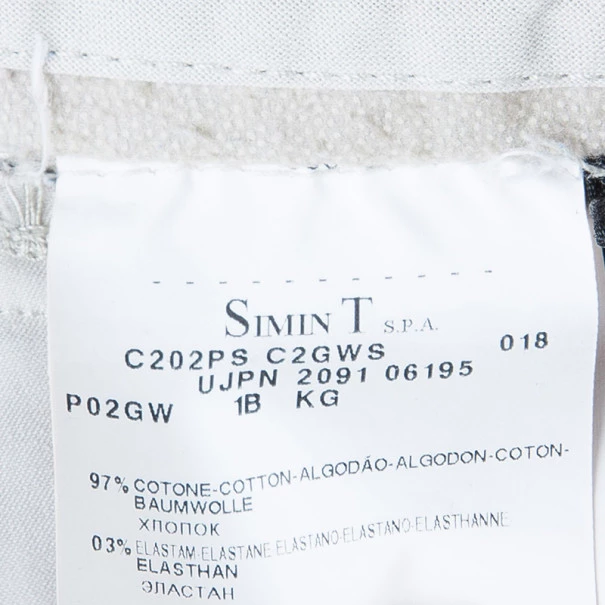 SIMIN T S.P.A.
C202PS C2GWS 018
UJPN 2091 06195
P02GW 1B KG
97% COTONE-COTTON-ALGODÁO-ALGODON-COTON-
BAUMWOLLE
ХЛОПОК
03% ELASTAM-ELASTANE ELASTANO-ELASTANO-ELASTHANNE
ELASTHAN
ЭЛАСТАН